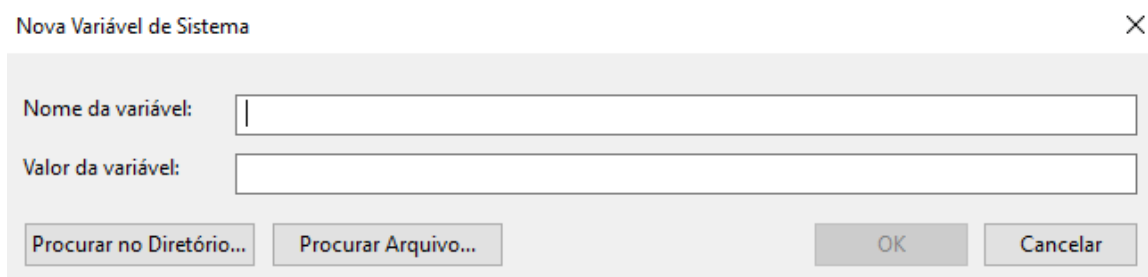 Nova Variável de Sistema
Nome da variável:
Valor da variável:
Procurar no Diretório... Procurar Arquivo... OK Cancelar